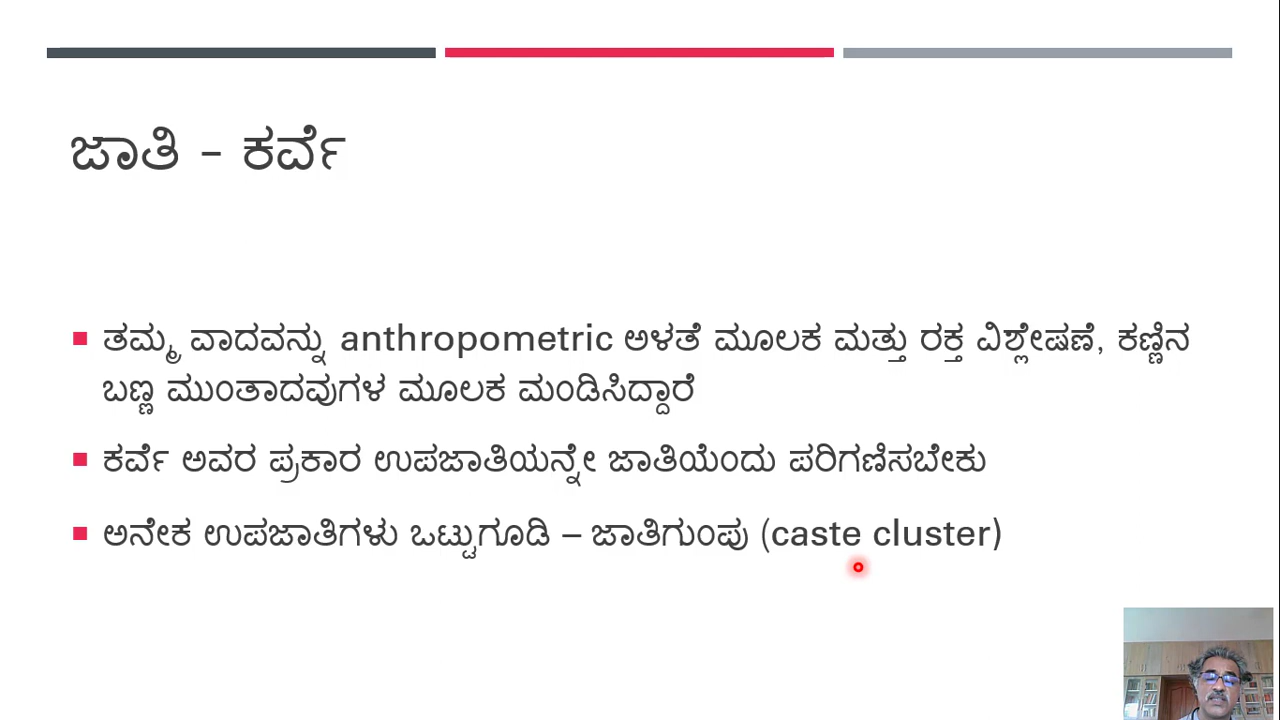 ಜಾತಿ - ಕರ್ವೆ
ತಮ್ಮ ವಾದವನ್ನು anthropometric ಅಳತೆ ಮೂಲಕ ಮತ್ತು ರಕ್ತ ವಿಶ್ಲೇಷಣೆ, ಕಣ್ಣಿನ
ಬಣ್ಣ ಮುಂತಾದವುಗಳ ಮೂಲಕ ಮಂಡಿಸಿದ್ದಾರೆ
ಕರ್ವೆ ಅವರ ಪ್ರಕಾರ ಉಪಜಾತಿಯನ್ನೇ ಜಾತಿಯೆಂದು ಪರಿಗಣಿಸಬೇಕು
ಅನೇಕ ಉಪಜಾತಿಗಳು ಒಟ್ಟುಗೂಡಿ – ಜಾತಿಗುಂಪು (caste cluster)